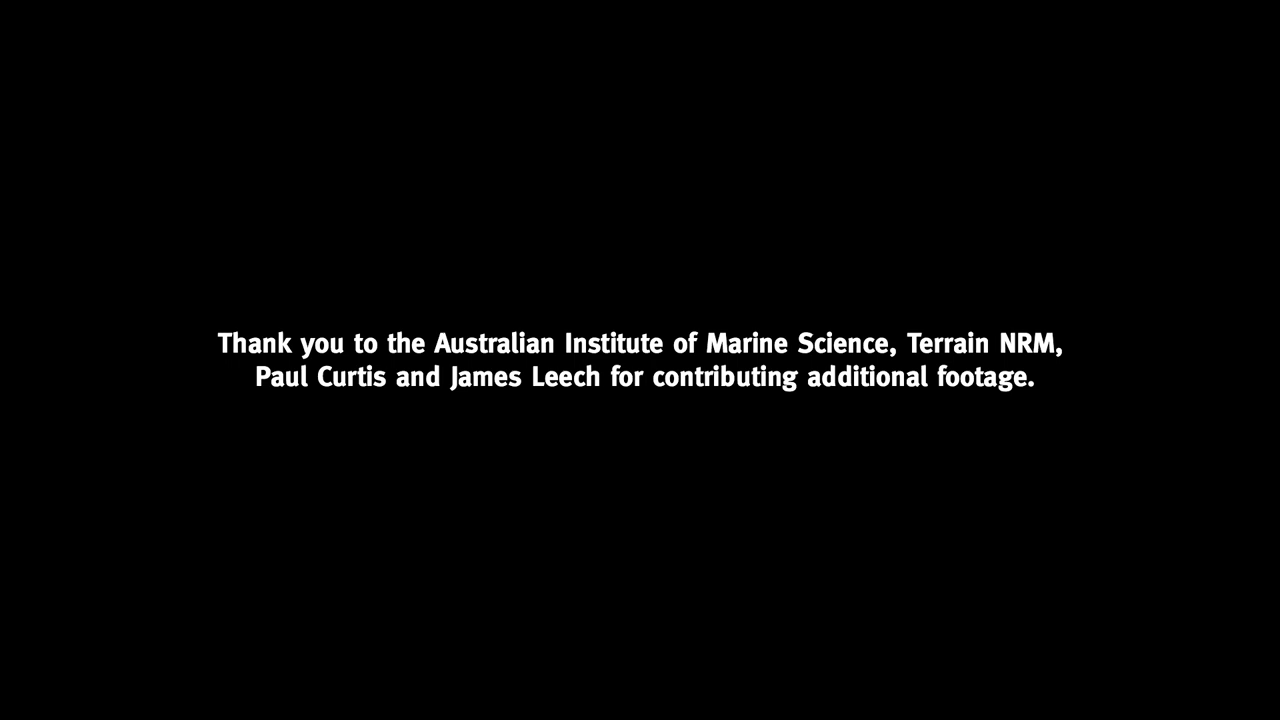 Thank you to the Australian Institute of Marine Science, Terrain NRM,
Paul Curtis and James Leech for contributing additional footage.